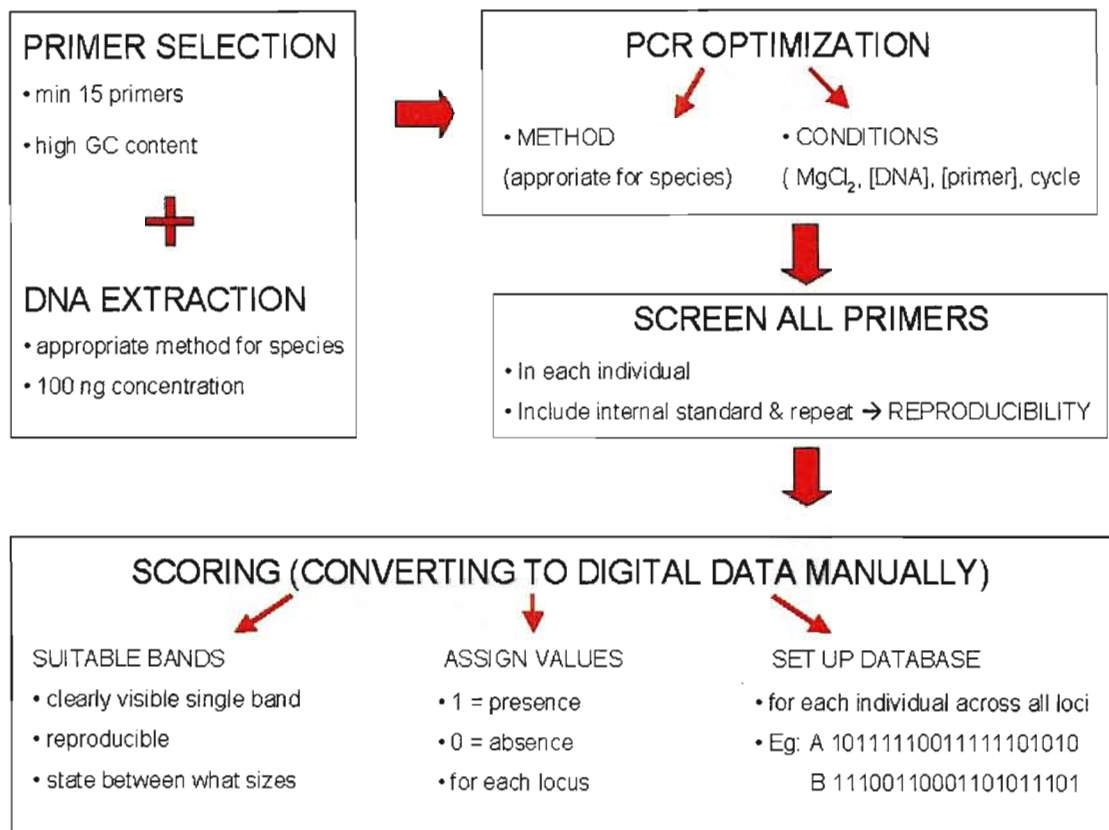 PRIMER SELECTION
• min 15 primers
• high GC content
DNA EXTRACTION
• appropriate method for species
• 100 ng concentration
PCR OPTIMIZATION
• METHOD
(approriate for species)
• CONDITIONS
( MgCl₂, [DNA], [primer], cycle
SCREEN ALL PRIMERS
• In each individual
• Include internal standard & repeat → REPRODUCIBILITY
SCORING (CONVERTING TO DIGITAL DATA MANUALLY)
SUITABLE BANDS
• clearly visible single band
• reproducible
• state between what sizes
ASSIGN VALUES
• 1 = presence
• 0 = absence
• for each locus
SET UP DATABASE
• for each individual across all loci
• Eg: A 10111110011111101010
B 11100110001101011101